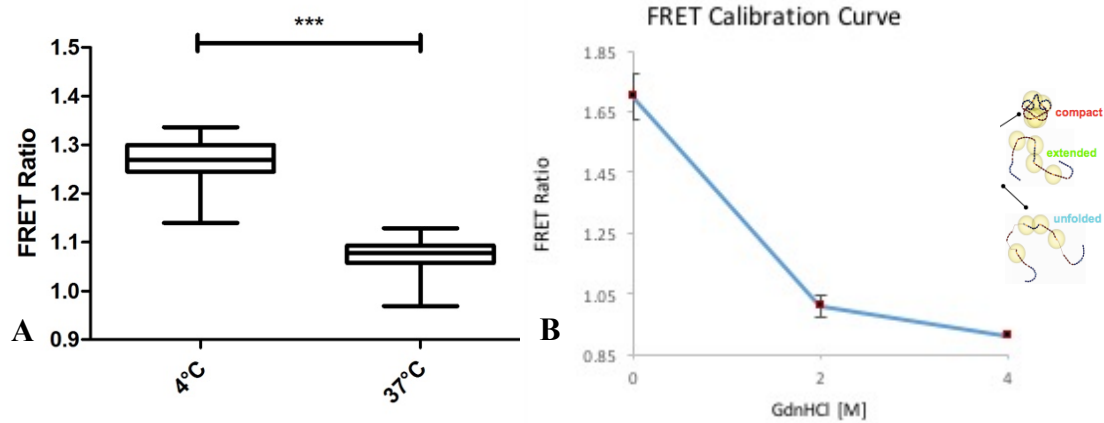 ***
1.5
1.4
1.3
1.2
1.1
1.0
0.9
FRET Ratio
4°C
37°C
A
FRET Calibration Curve
1.85
1.65
1.45
1.25
1.05
0.85
FRET Ratio
0
2
4
GdnHCl [M]
compact
extended
unfolded
B